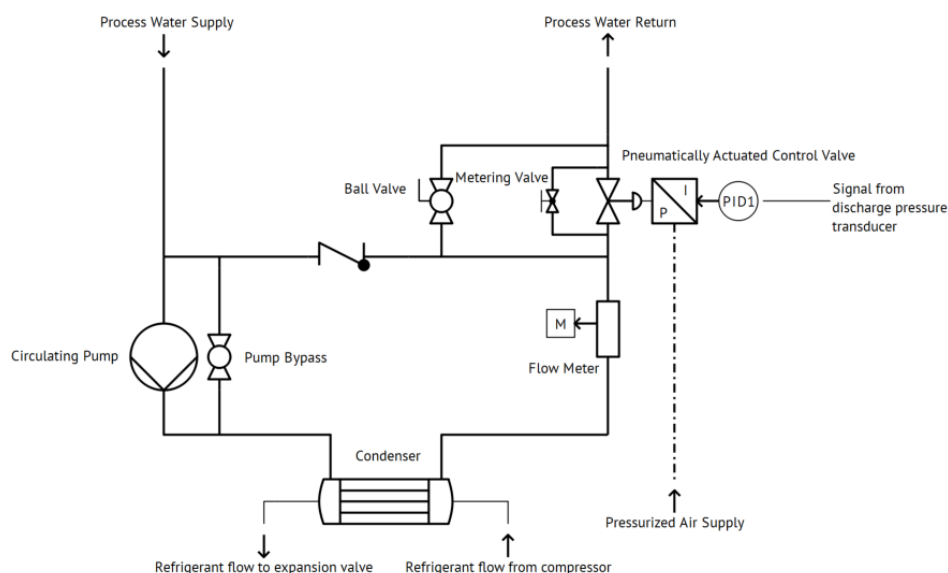 Process Water Supply
Process Water Return
Pneumatically Actuated Control Valve
Metering Valve
Ball Valve
I
P
PID1
Signal from
discharge pressure
transducer
M
Circulating Pump
Pump Bypass
Flow Meter
Condenser
Pressurized Air Supply
Refrigerant flow to expansion valve
Refrigerant flow from compressor